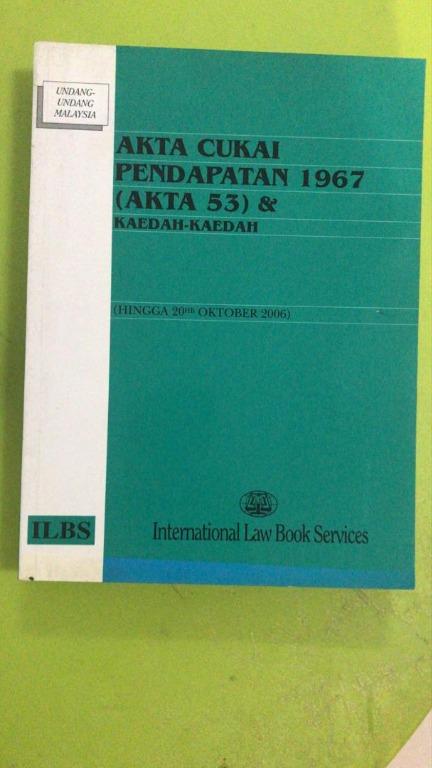 UNDANG-
UNDANG
MALAYSIA
AKTA CUKAI
PENDAPATAN 1967
(AKTA 53) &
KAEDAH-KAEDAH
(HINGGA 20HB OKTOBER 2006)
ILBS
International Law Book Services